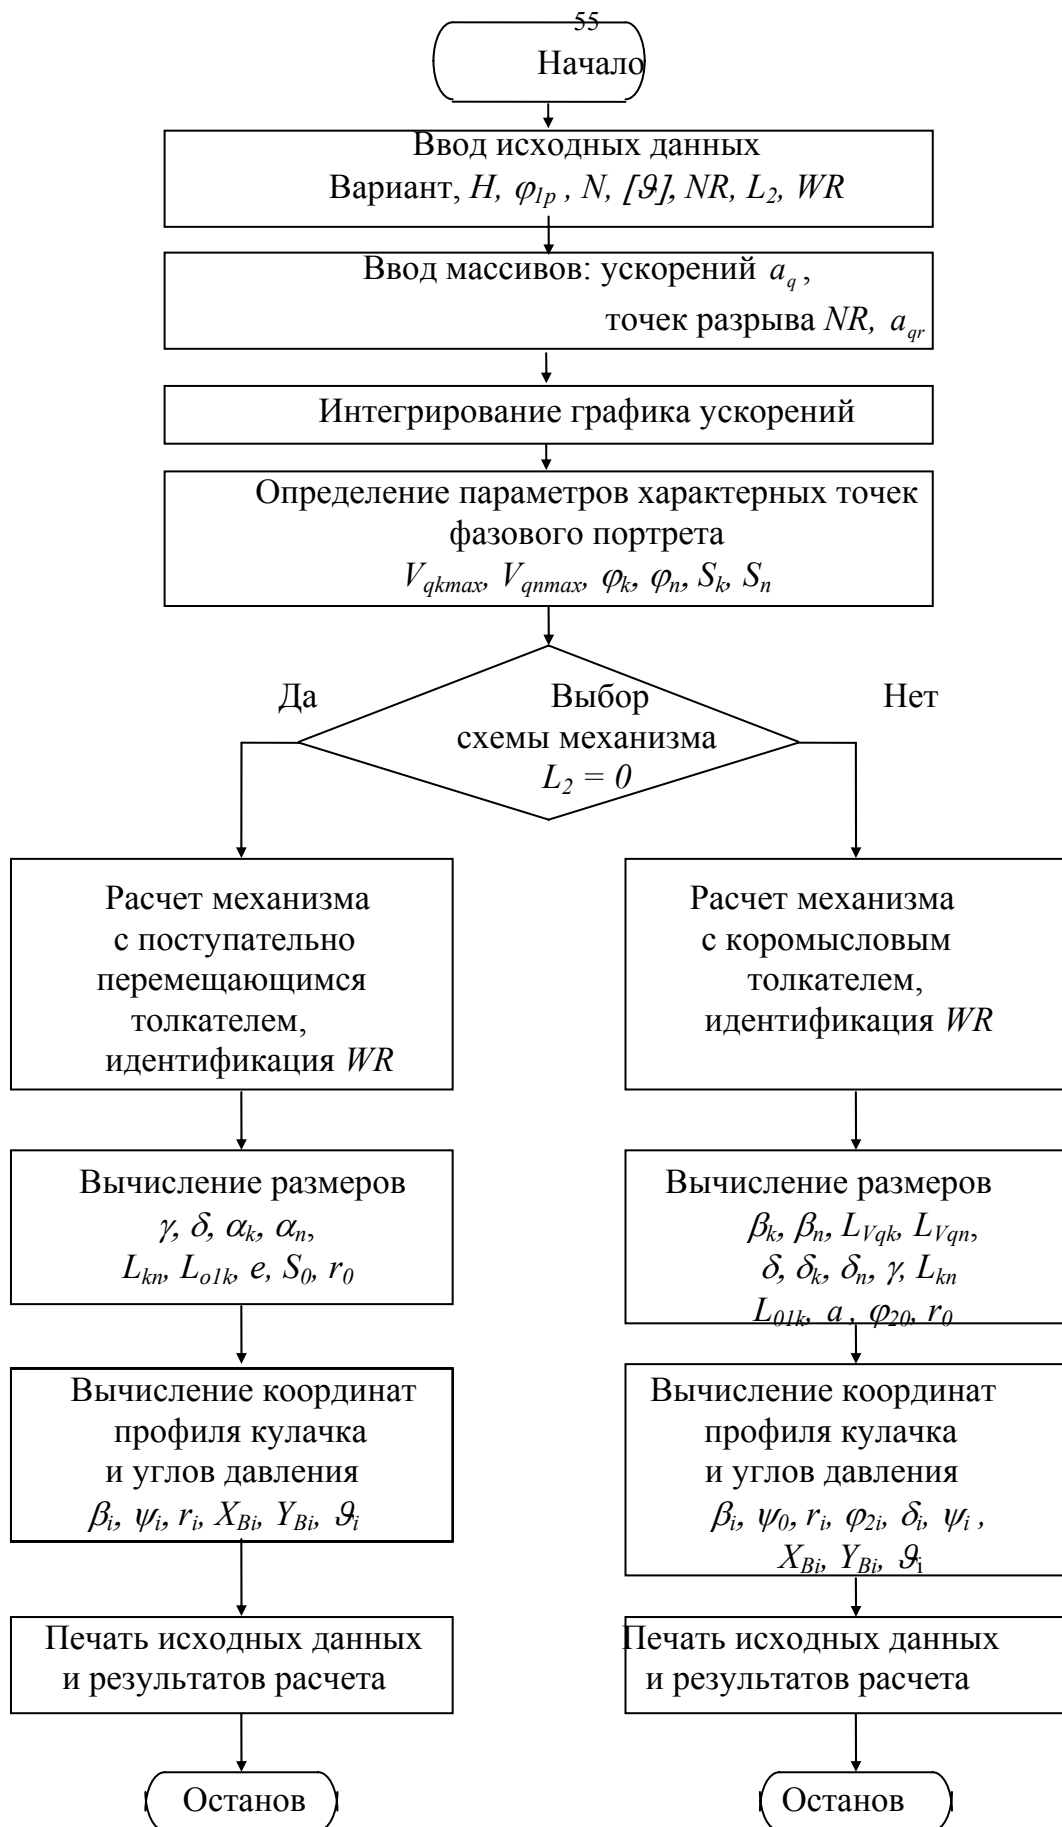 55
Начало
Ввод исходных данных
Вариант, H, φ1p , N, [ϑ], NR, L2, WR
Ввод массивов: ускорений aq ,
точек разрыва NR, aqr
Интегрирование графика ускорений
Определение параметров характерных точек
фазового портрета
Vqkmax, Vqnmax, φk, φn, Sk, Sn
Да
Выбор
схемы механизма
L2 = 0
Нет
Расчет механизма
с поступательно
перемещающимся
толкателем,
идентификация WR
Вычисление размеров
γ, δ, αk, αn,
Lkn, Lo1k, e, S0, r0
Вычисление координат
профиля кулачка
и углов давления
βi, ψi, ri, XBi, YBi, ϑi
Печать исходных данных
и результатов расчета
Останов
Расчет механизма
с коромысловым
толкателем,
идентификация WR
Вычисление размеров
βk, βn, LVqk, LVqn,
δ, δk, δn, γ, Lkn
L01k, a , φ20, r0
Вычисление координат
профиля кулачка
и углов давления
βi, ψ0, ri, φ2i, δi, ψi ,
XBi, YBi, ϑi
Печать исходных данных
и результатов расчета
Останов